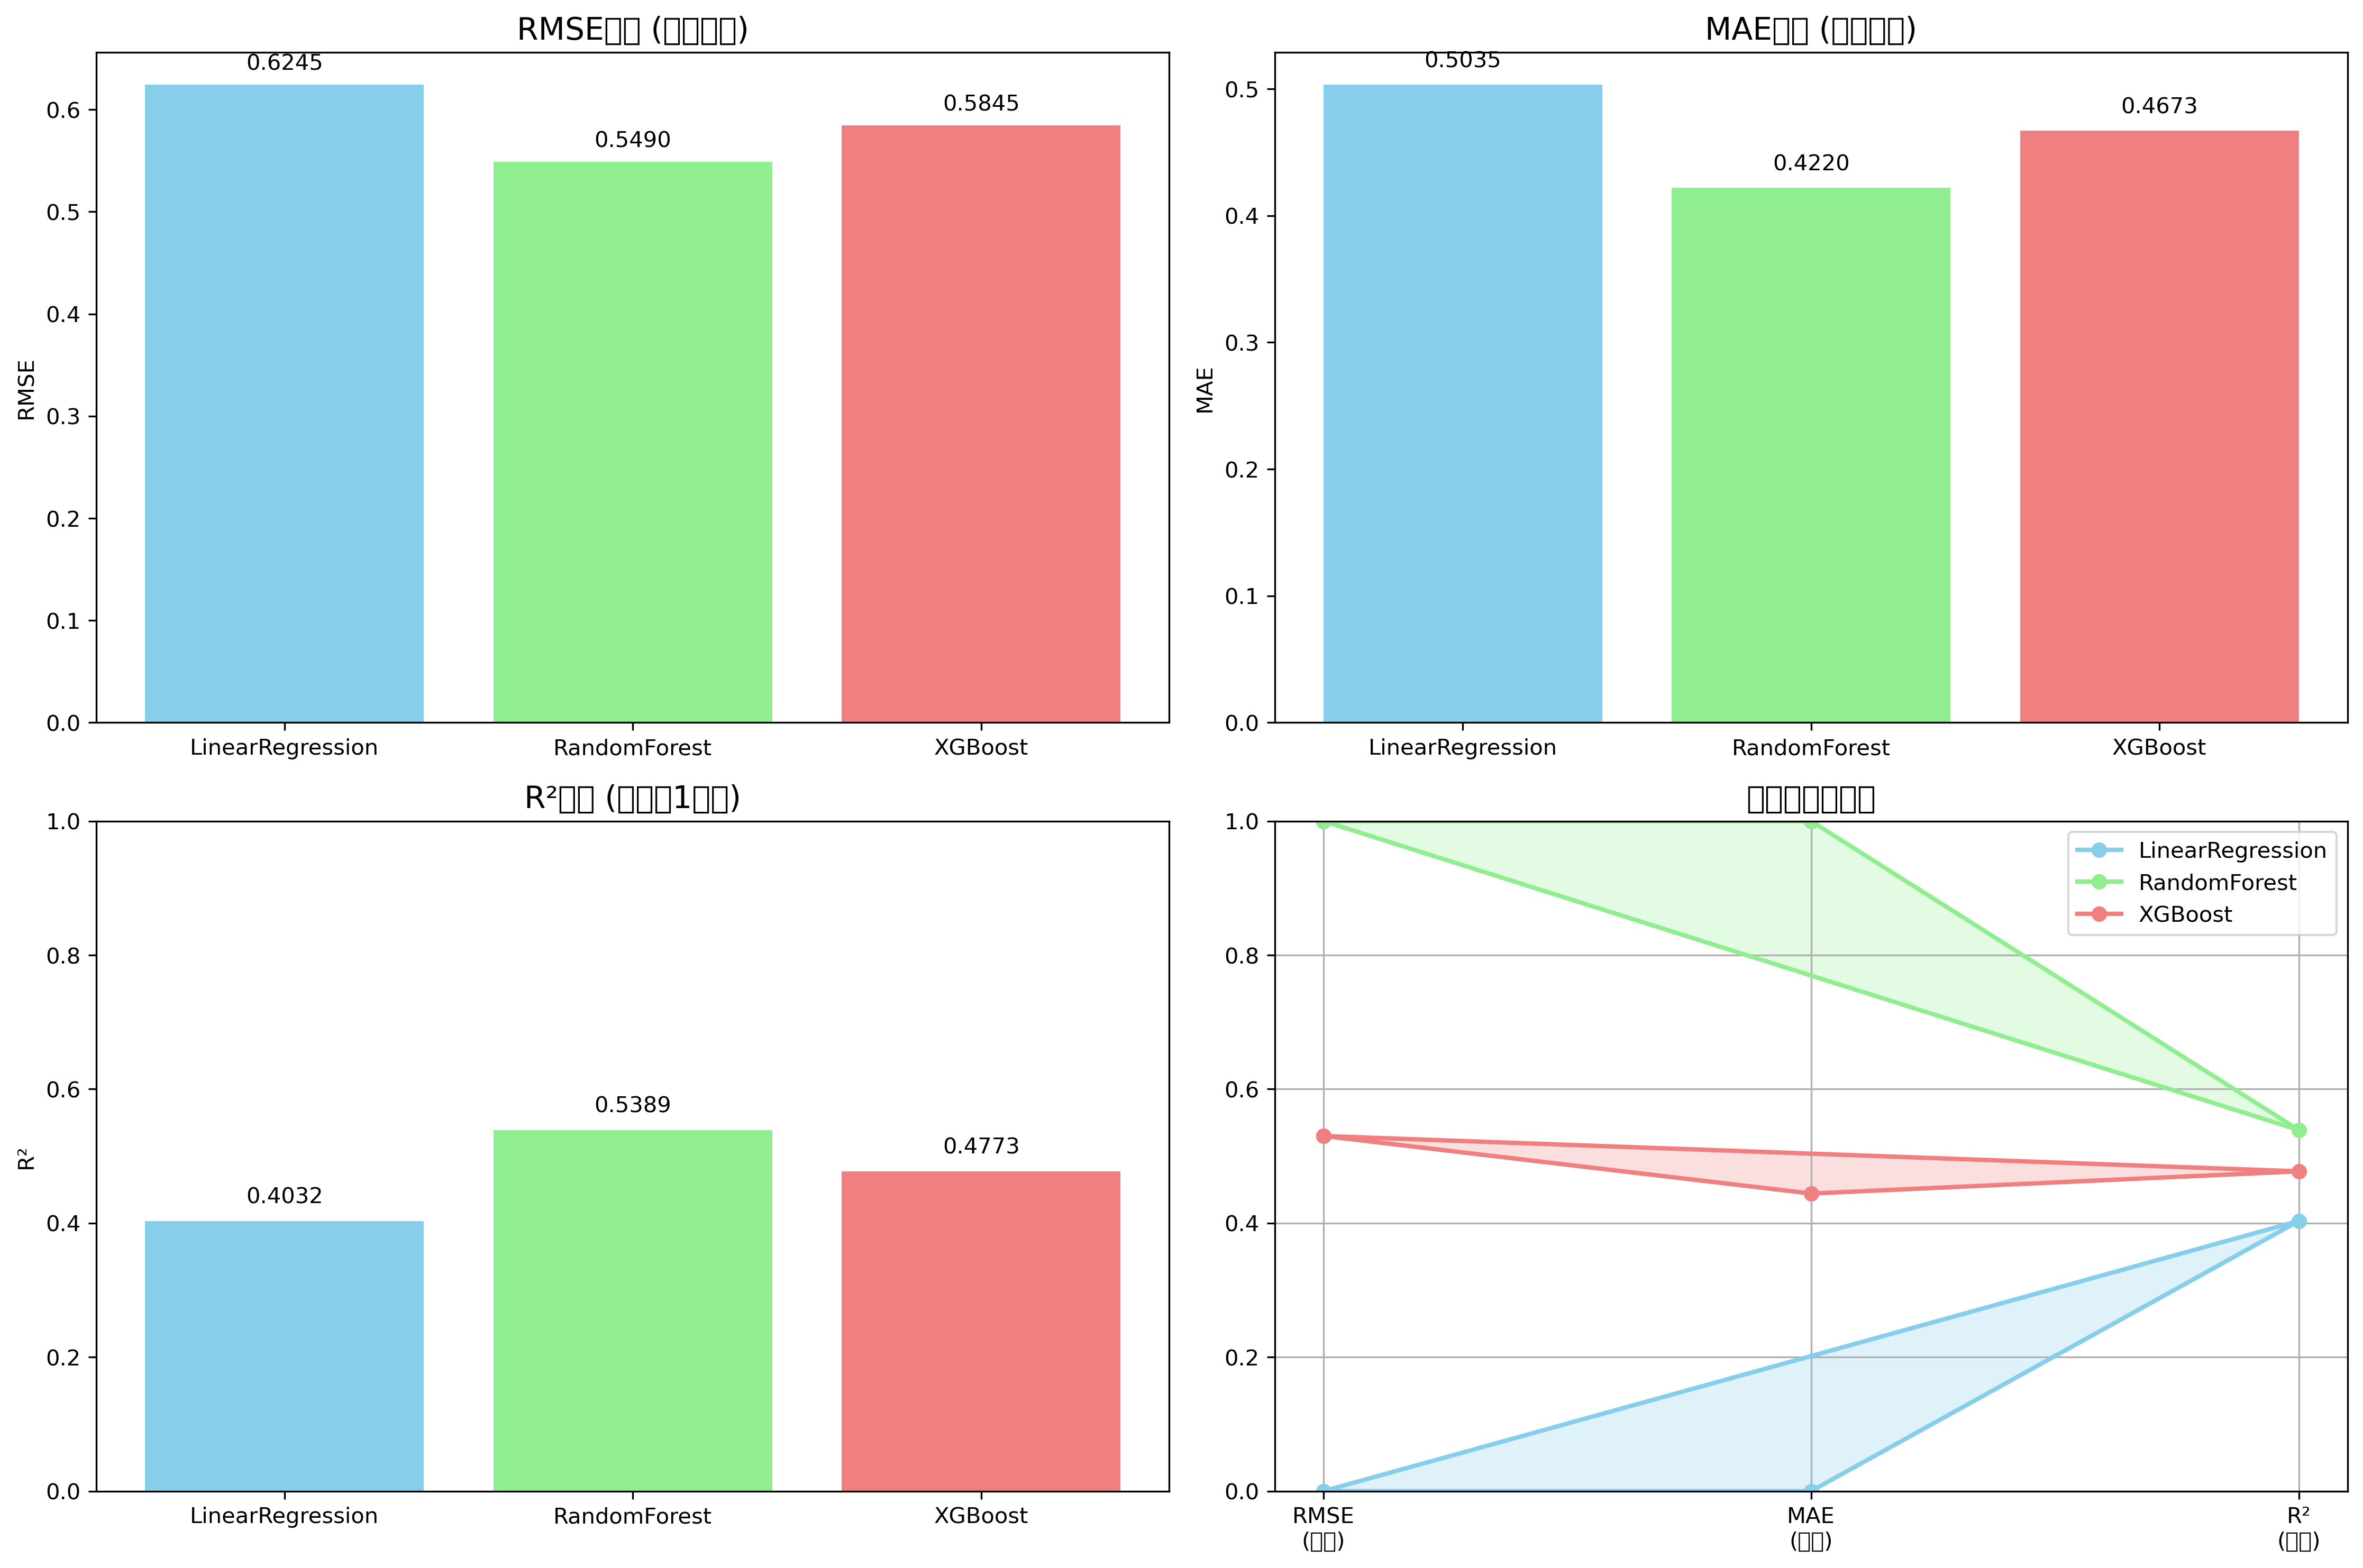 RMSE (
)
0.6245
0.5490
0.5845
RMSE
0.6
0.5
0.4
0.3
0.2
0.1
0.0
LinearRegression RandomForest XGBoost
MAE (
)
0.5035
0.4220
0.4673
MAE
0.5
0.4
0.3
0.2
0.1
0.0
LinearRegression RandomForest XGBoost
R² (
1
)
0.4032
0.5389
0.4773
R²
1.0
0.8
0.6
0.4
0.2
0.0
LinearRegression RandomForest XGBoost
LinearRegression
RandomForest
XGBoost
1.0
0.8
0.6
0.4
0.2
0.0
RMSE MAE R²